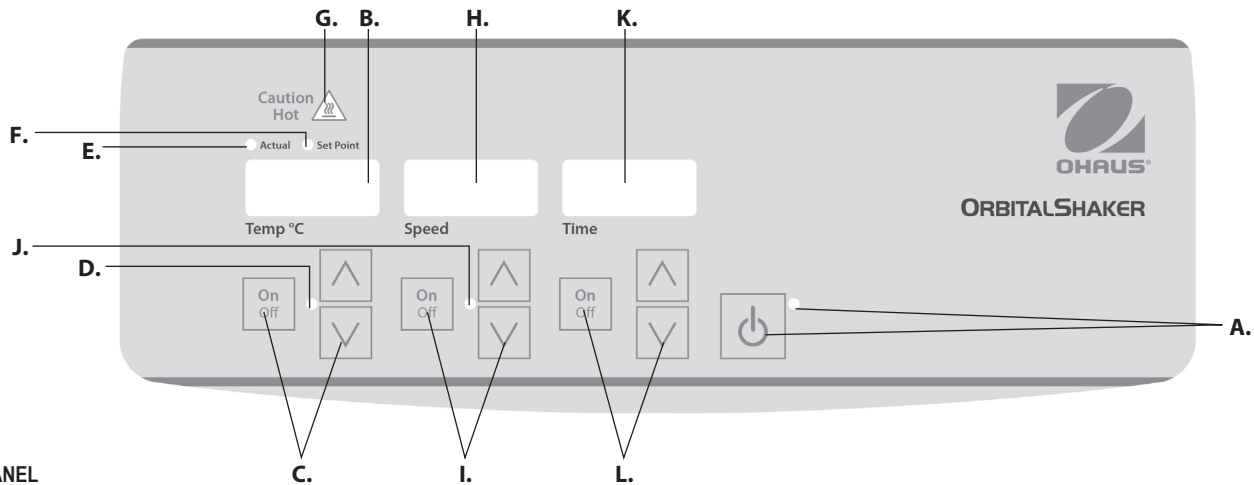 G. B. H. K.
Caution
Hot
F.
E.
Actual Set Point
OHAUS®
ORBITALSHAKER
Temp °C Speed Time
J.
D.
On
Off
On
Off
On
Off
A.
C. I. L.